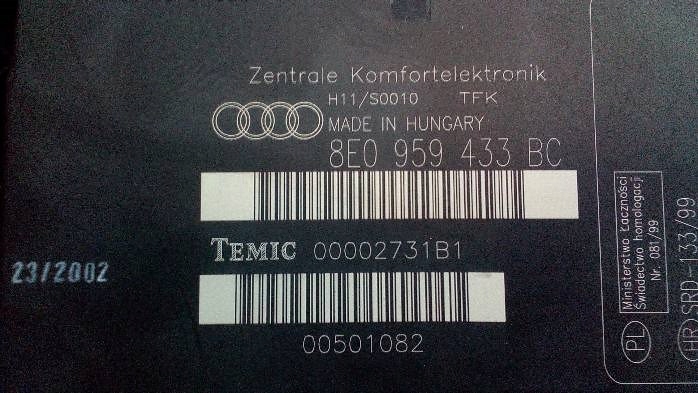 Zentrale Komfortelektronik
H11/S0010 TFK
MADE IN HUNGARY
8E0 959 433 BC
TEMIC 00002731B1
23/2002
00501082
PL
Ministerstwo Łączności
Świadectwo homologacji
Nr. 081/99
HR SRD-133/99